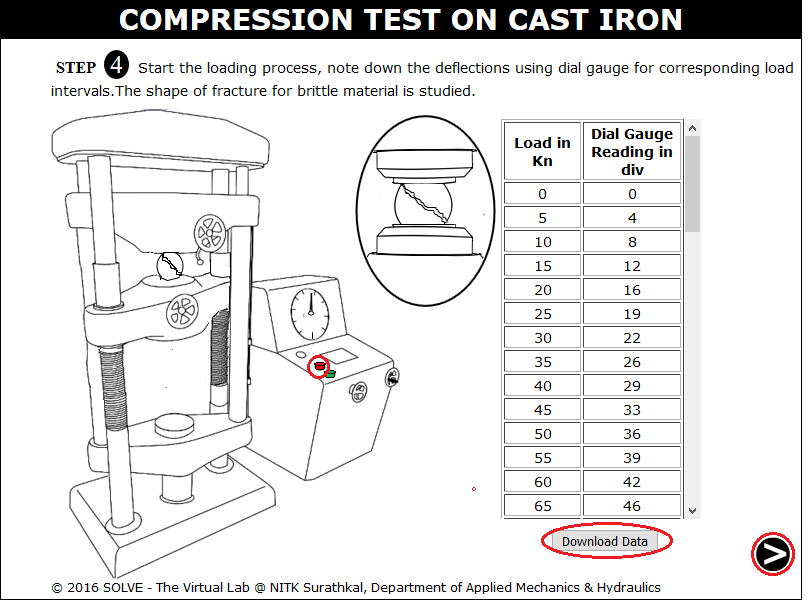 COMPRESSION TEST ON CAST IRON
STEP 4 Start the loading process, note down the deflections using dial gauge for corresponding load
intervals.The shape of fracture for brittle material is studied.
Load in Kn Dial Gauge Reading in div
0 0
5 4
10 8
15 12
20 16
25 19
30 22
35 26
40 29
45 33
50 36
55 39
60 42
65 46
Download Data
>
© 2016 SOLVE - The Virtual Lab @ NITK Surathkal, Department of Applied Mechanics & Hydraulics